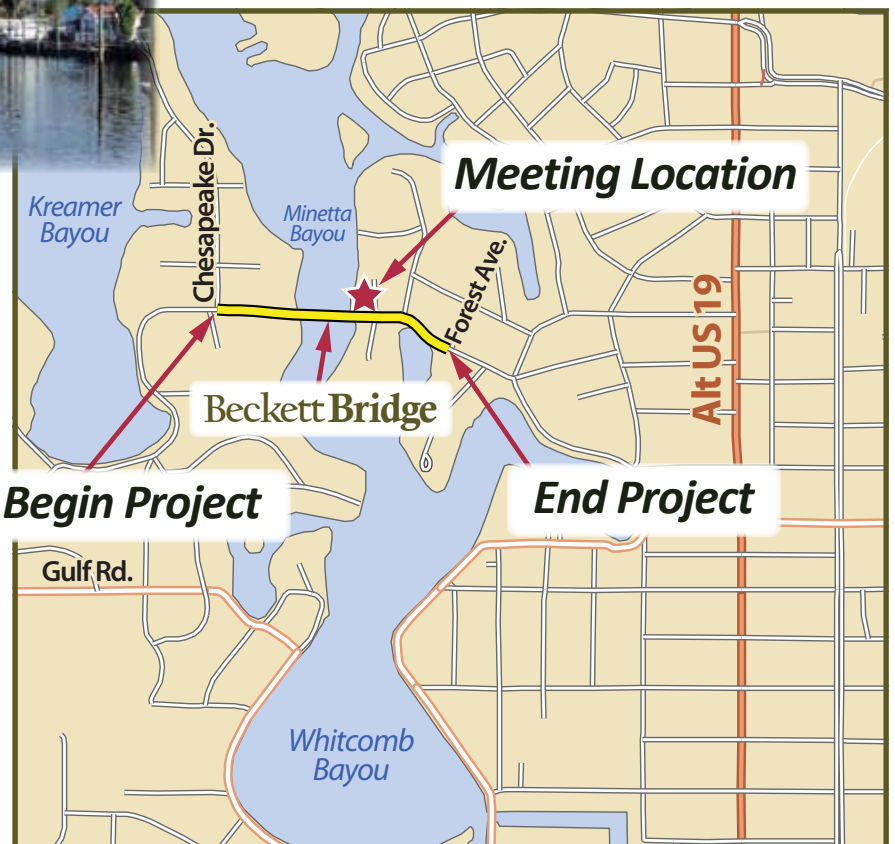 Chesapeake Dr.
Meeting Location
Kreamer
Bayou
Minetta
Bayou
Forest Ave.
Alt US 19
Beckett Bridge
Begin Project
End Project
Gulf Rd.
Whitcomb
Bayou